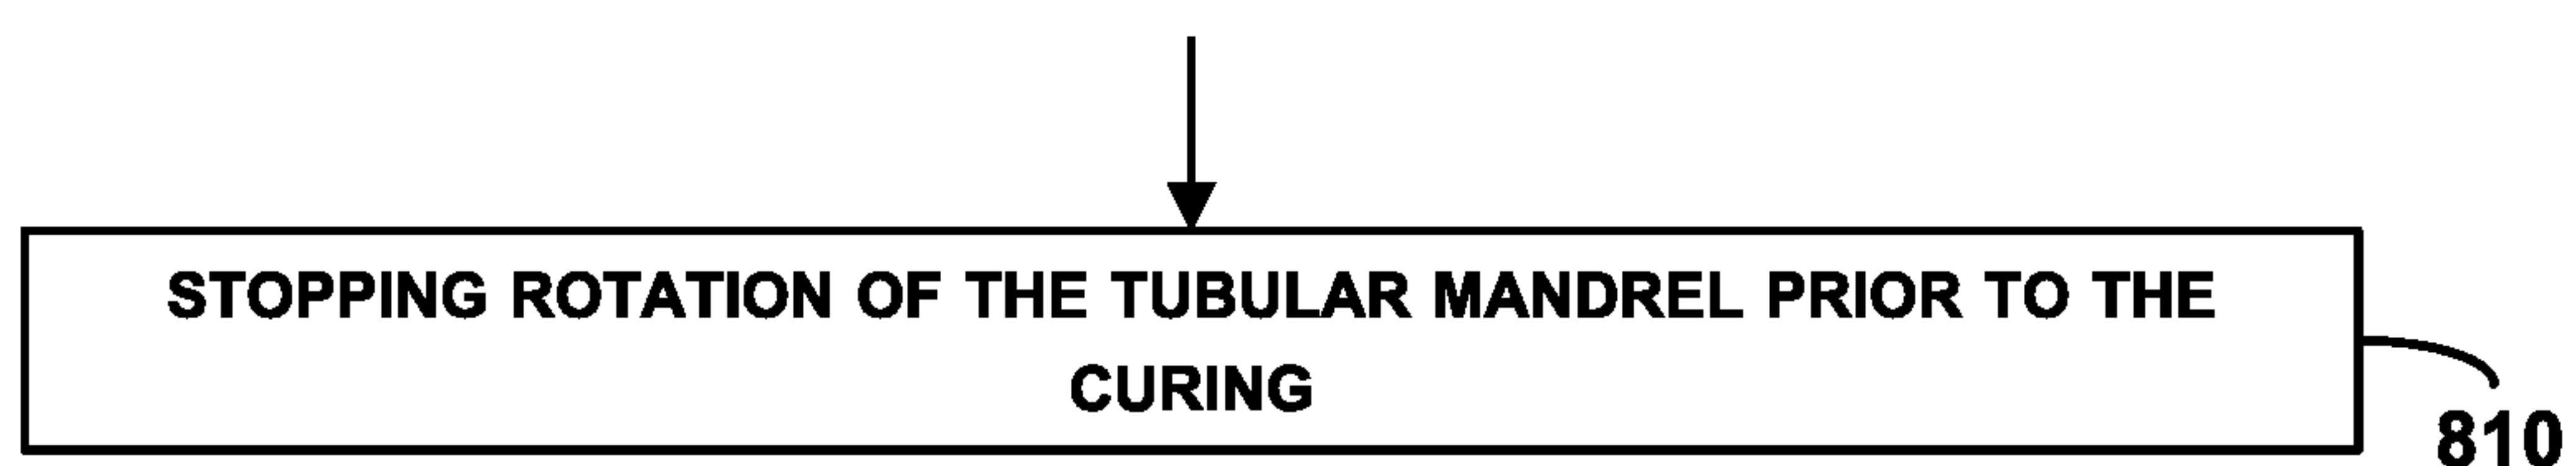 STOPPING ROTATION OF THE TUBULAR MANDREL PRIOR TO THE
CURING
810